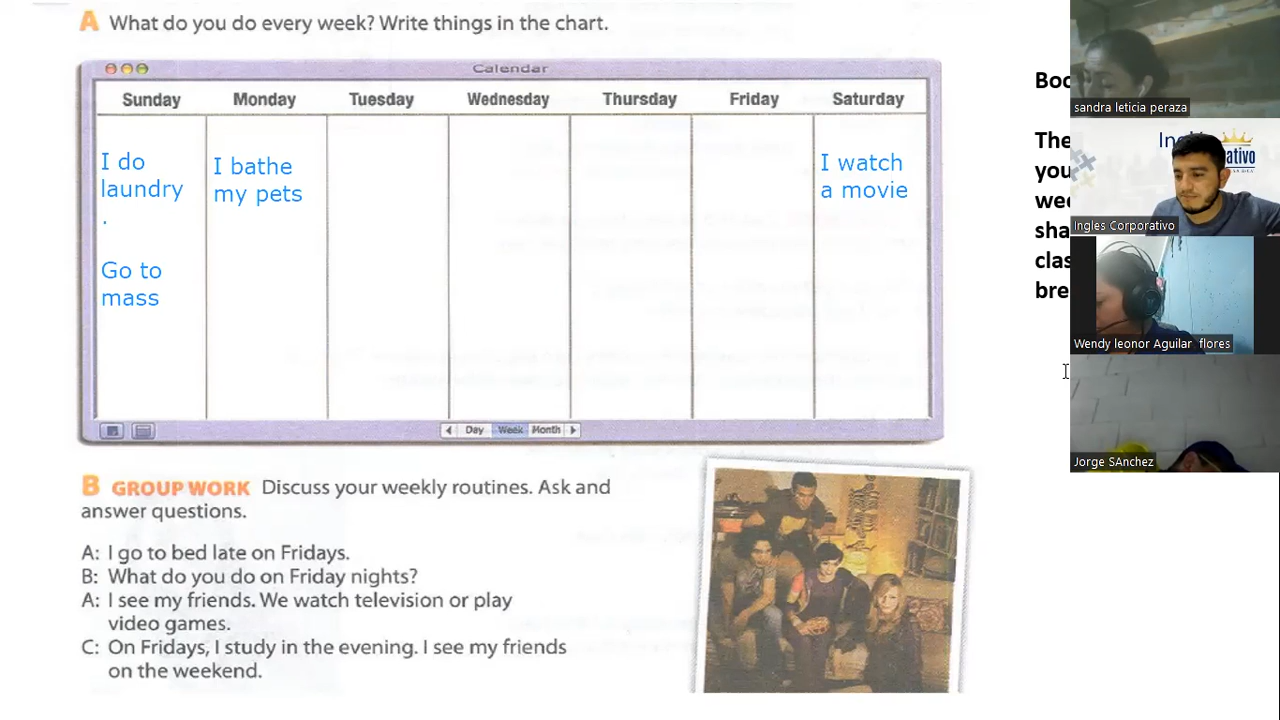 A What do you do every week? Write things in the chart.
Calendar
Sunday Monday Tuesday Wednesday Thursday Friday Saturday
I do
laundry
.
Go to
mass
I bathe
my pets
I watch
a movie
Day Week Month
B GROUP WORK Discuss your weekly routines. Ask and
answer questions.
A: I go to bed late on Fridays.
B: What do you do on Friday nights?
A: I see my friends. We watch television or play
video games.
C: On Fridays, I study in the evening. I see my friends
on the weekend.
sandra leticia peraza
Ingles Corporativo
Wendy leonor Aguilar flores
Jorge SAnchez